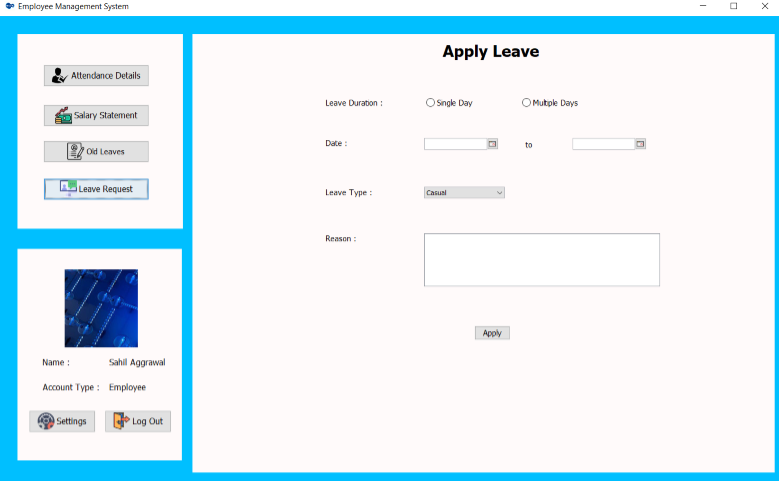 Employee Management System
Attendance Details
Salary Statement
Old Leaves
Leave Request
Name : Sahil Aggrawal
Account Type : Employee
Settings Log Out
Apply Leave
Leave Duration : Single Day Multiple Days
Date : to
Leave Type : Casual
Reason :
Apply